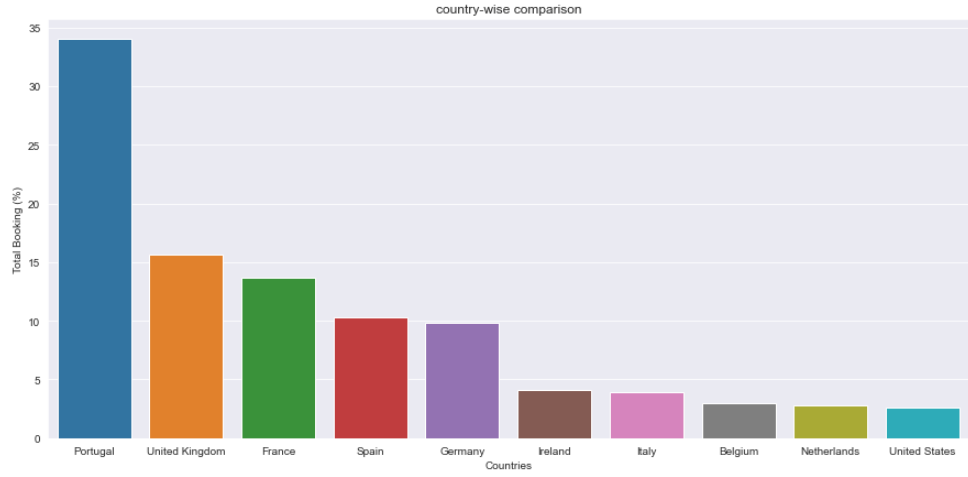 country-wise comparison
Total Booking (%)
35
30
25
20
15
10
5
0
Portugal United Kingdom France Spain Germany Ireland Italy Belgium Netherlands United States
Countries